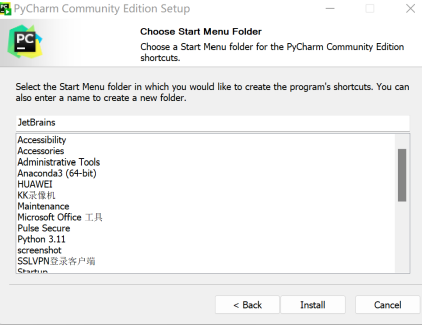 PyCharm Community Edition Setup
PC
Choose Start Menu Folder
Choose a Start Menu folder for the PyCharm Community Edition
shortcuts.
Select the Start Menu folder in which you would like to create the program's shortcuts. You can
also enter a name to create a new folder.
JetBrains
Accessibility
Accessories
Administrative Tools
Anaconda3 (64-bit)
HUAWEI
KK录像机
Maintenance
Microsoft Office 工具
Pulse Secure
Python 3.11
screenshot
SSLVPN登录客户端
Startup
< Back
Install
Cancel